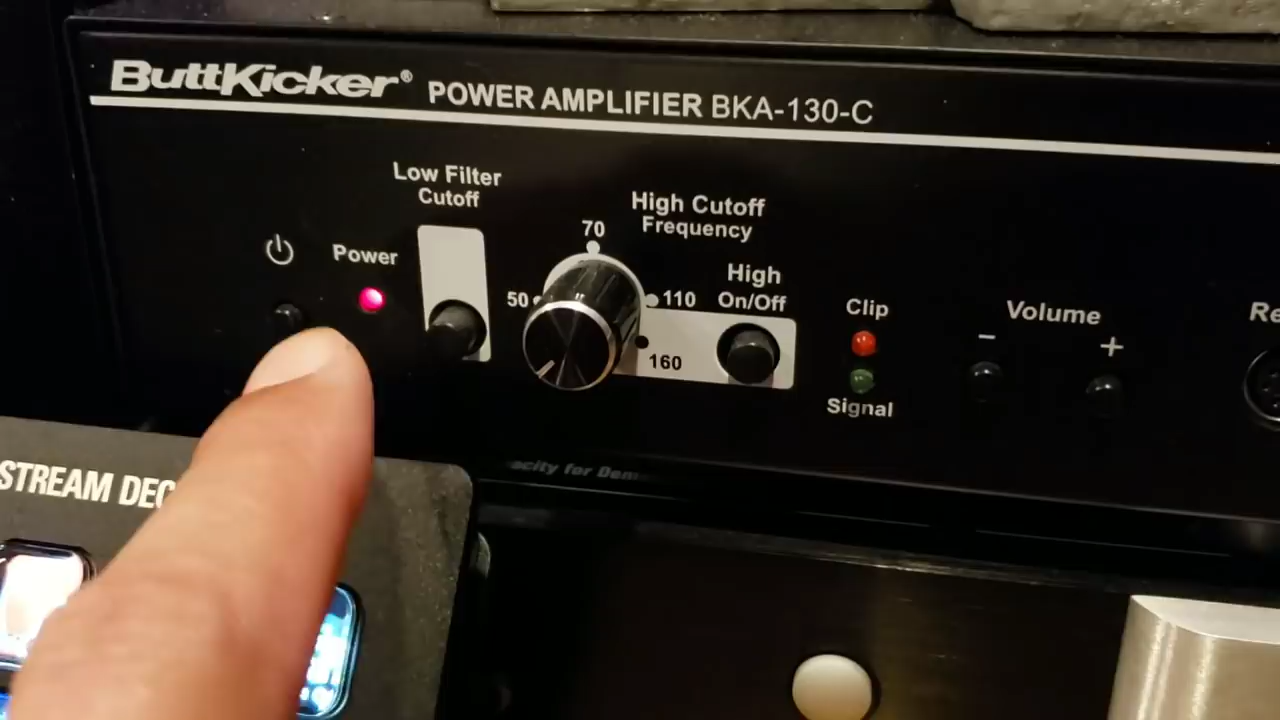 ButtKicker® POWER AMPLIFIER BKA-130-C
Low Filter
Cutoff
High Cutoff
Frequency
70
Power
High
On/Off
50
110
160
Clip
Signal
Volume
- +
STREAM